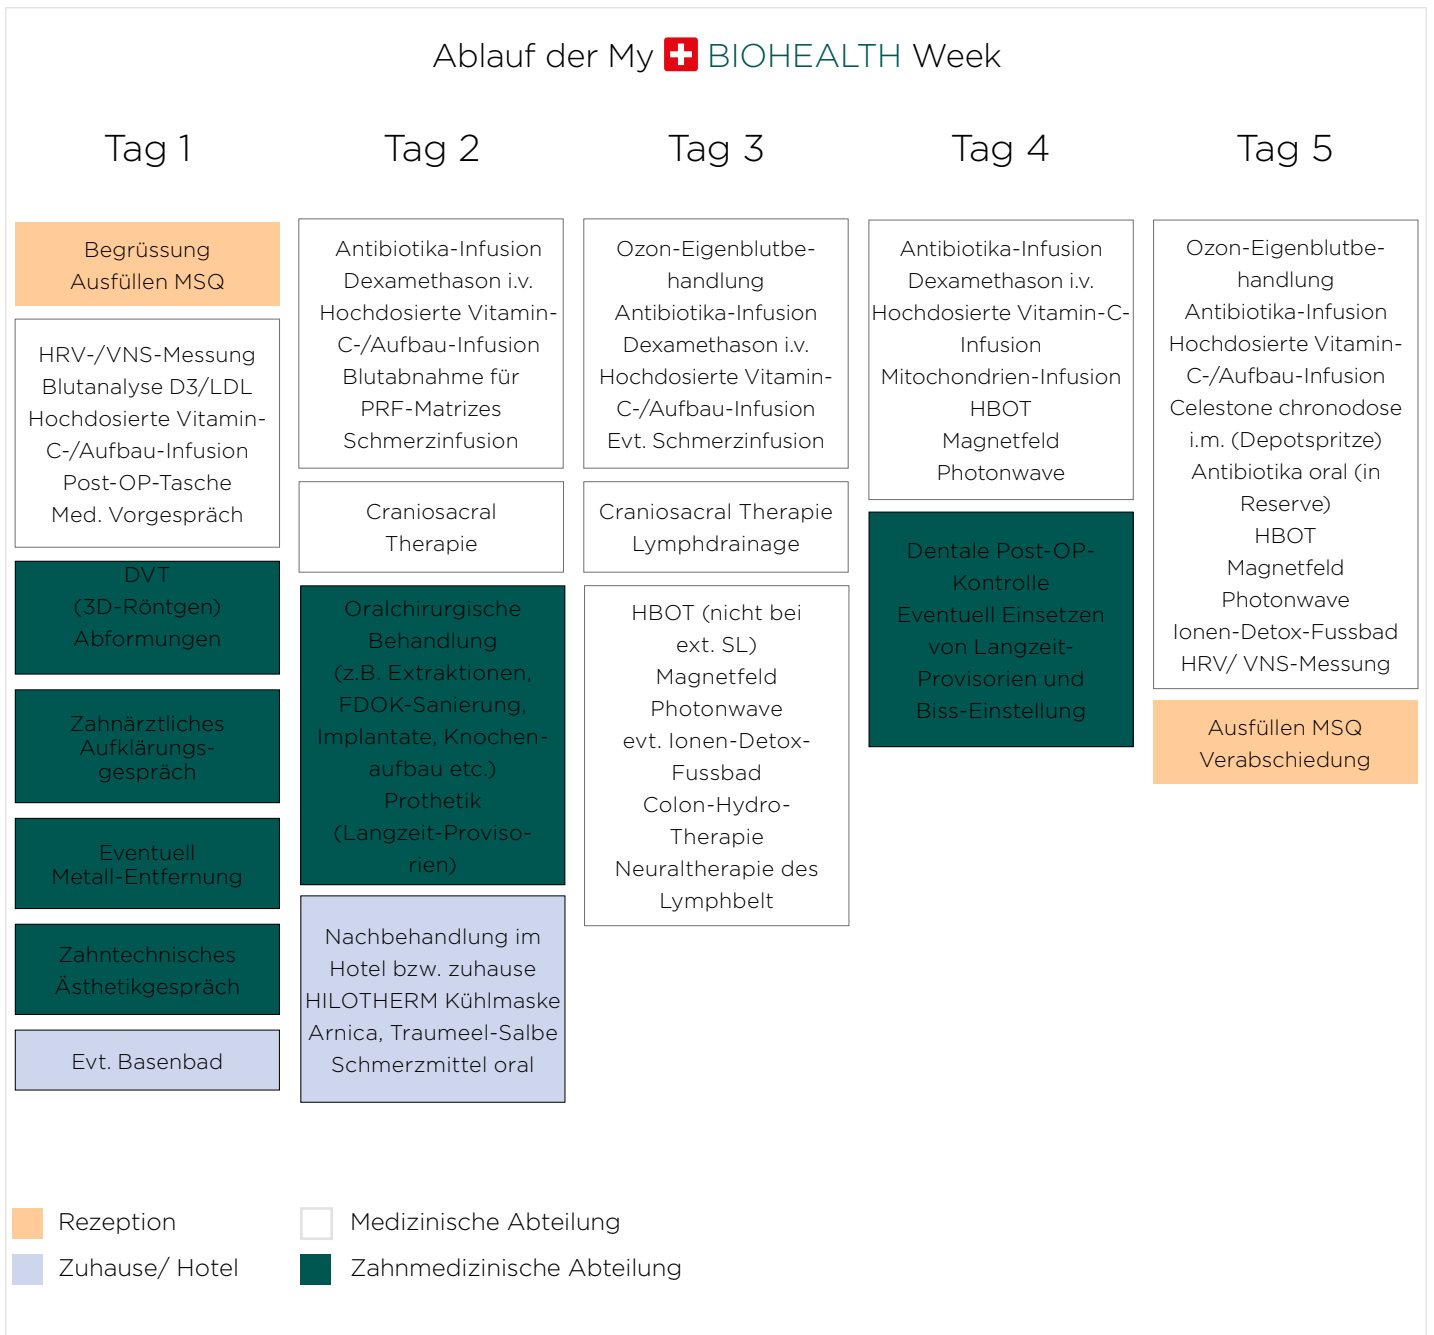 Ablauf der My BIOHEALTH Week
Tag 1
Begrüssung
Ausfüllen MSQ
HRV-/VNS-Messung
Blutanalyse D3/LDL
Hochdosierte Vitamin-
C-/Aufbau-Infusion
Post-OP-Tasche
Med. Vorgespräch
DVT
(3D-Röntgen)
Abformungen
Zahnärztliches
Aufklärungs-
gespräch
Eventuell
Metall-Entfernung
Zahntechnisches
Ästhetikgespräch
Evt. Basenbad
Tag 2
Antibiotika-Infusion
Dexamethason i.v.
Hochdosierte Vitamin-
C-/Aufbau-Infusion
Blutabnahme für
PRF-Matrizes
Schmerzinfusion
Craniosacral
Therapie
Oralchirurgische
Behandlung
(z.B. Extraktionen,
FDOK-Sanierung,
Implantate, Knochen-
aufbau etc.)
Prothetik
(Langzeit-Proviso-
rien)
Nachbehandlung im
Hotel bzw. zuhause
HILOTHERM Kühlmaske
Arnica, Traumeel-Salbe
Schmerzmittel oral
Tag 3
Ozon-Eigenblutbe-
handlung
Antibiotika-Infusion
Dexamethason i.v.
Hochdosierte Vitamin-
C-/Aufbau-Infusion
Evt. Schmerzinfusion
Craniosacral Therapie
Lymphdrainage
HBOT (nicht bei
ext. SL)
Magnetfeld
Photonwave
evt. Ionen-Detox-
Fussbad
Colon-Hydro-
Therapie
Neuraltherapie des
Lymphbelt
Tag 4
Antibiotika-Infusion
Dexamethason i.v.
Hochdosierte Vitamin-C-
Infusion
Mitochondrien-Infusion
HBOT
Magnetfeld
Photonwave
Dentale Post-OP-
Kontrolle
Eventuell Einsetzen
von Langzeit-
Provisorien und
Biss-Einstellung
Tag 5
Ozon-Eigenblutbe-
handlung
Antibiotika-Infusion
Hochdosierte Vitamin-
C-/Aufbau-Infusion
Celestone chronodose
i.m. (Depotspritze)
Antibiotika oral (in
Reserve)
HBOT
Magnetfeld
Photonwave
Ionen-Detox-Fussbad
HRV/ VNS-Messung
Ausfüllen MSQ
Verabschiedung
Rezeption
Zuhause/ Hotel
Medizinische Abteilung
Zahnmedizinische Abteilung